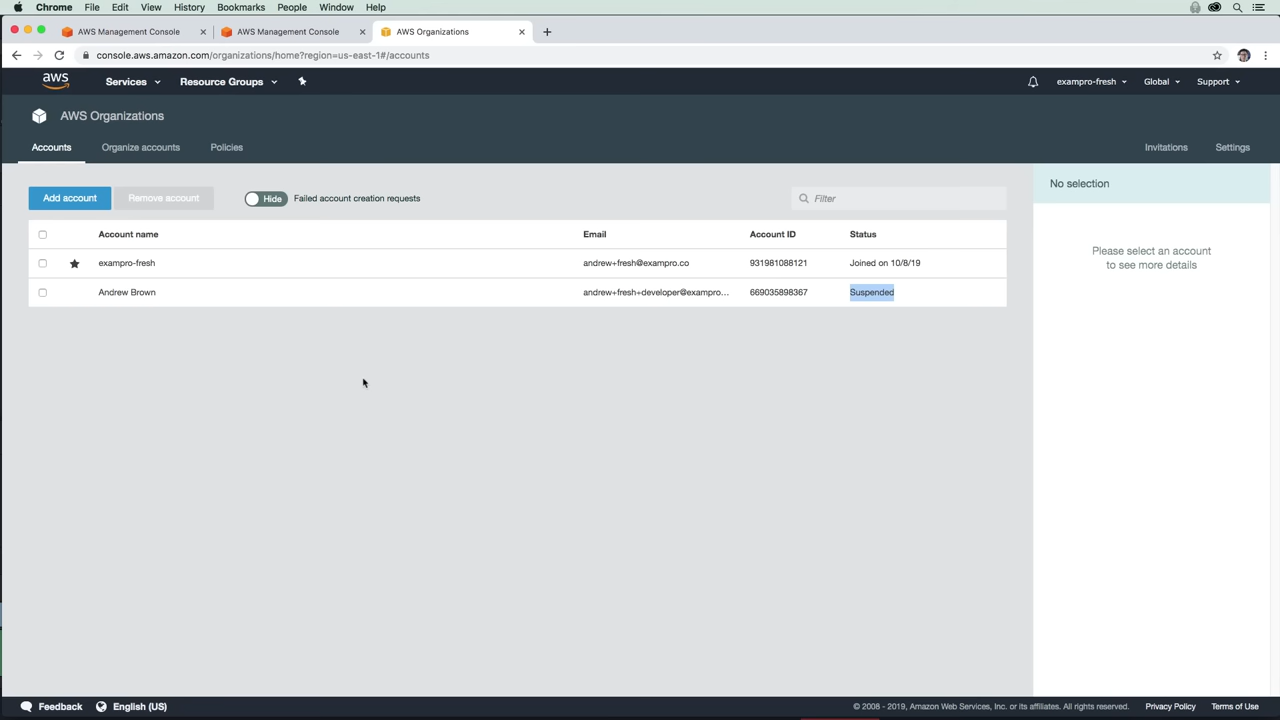 Chrome File Edit View History Bookmarks People Window Help
AWS Management Console AWS Management Console AWS Organizations
console.aws.amazon.com/organizations/home?region=us-east-1#/accounts
aws Services Resource Groups exampro-fresh Global Support
AWS Organizations
Accounts Organize accounts Policies Invitations Settings
Add account Remove account Hide Failed account creation requests Filter No selection
Account name Email Account ID Status
Please select an account
to see more details
exampro-fresh andrew+fresh@exampro.co 931981088121 Joined on 10/8/19
Andrew Brown andrew+fresh+developer@exampro... 669035898367 Suspended
Feedback English (US) © 2008 - 2019, Amazon Web Services, Inc. or its affiliates. All rights reserved. Privacy Policy Terms of Use